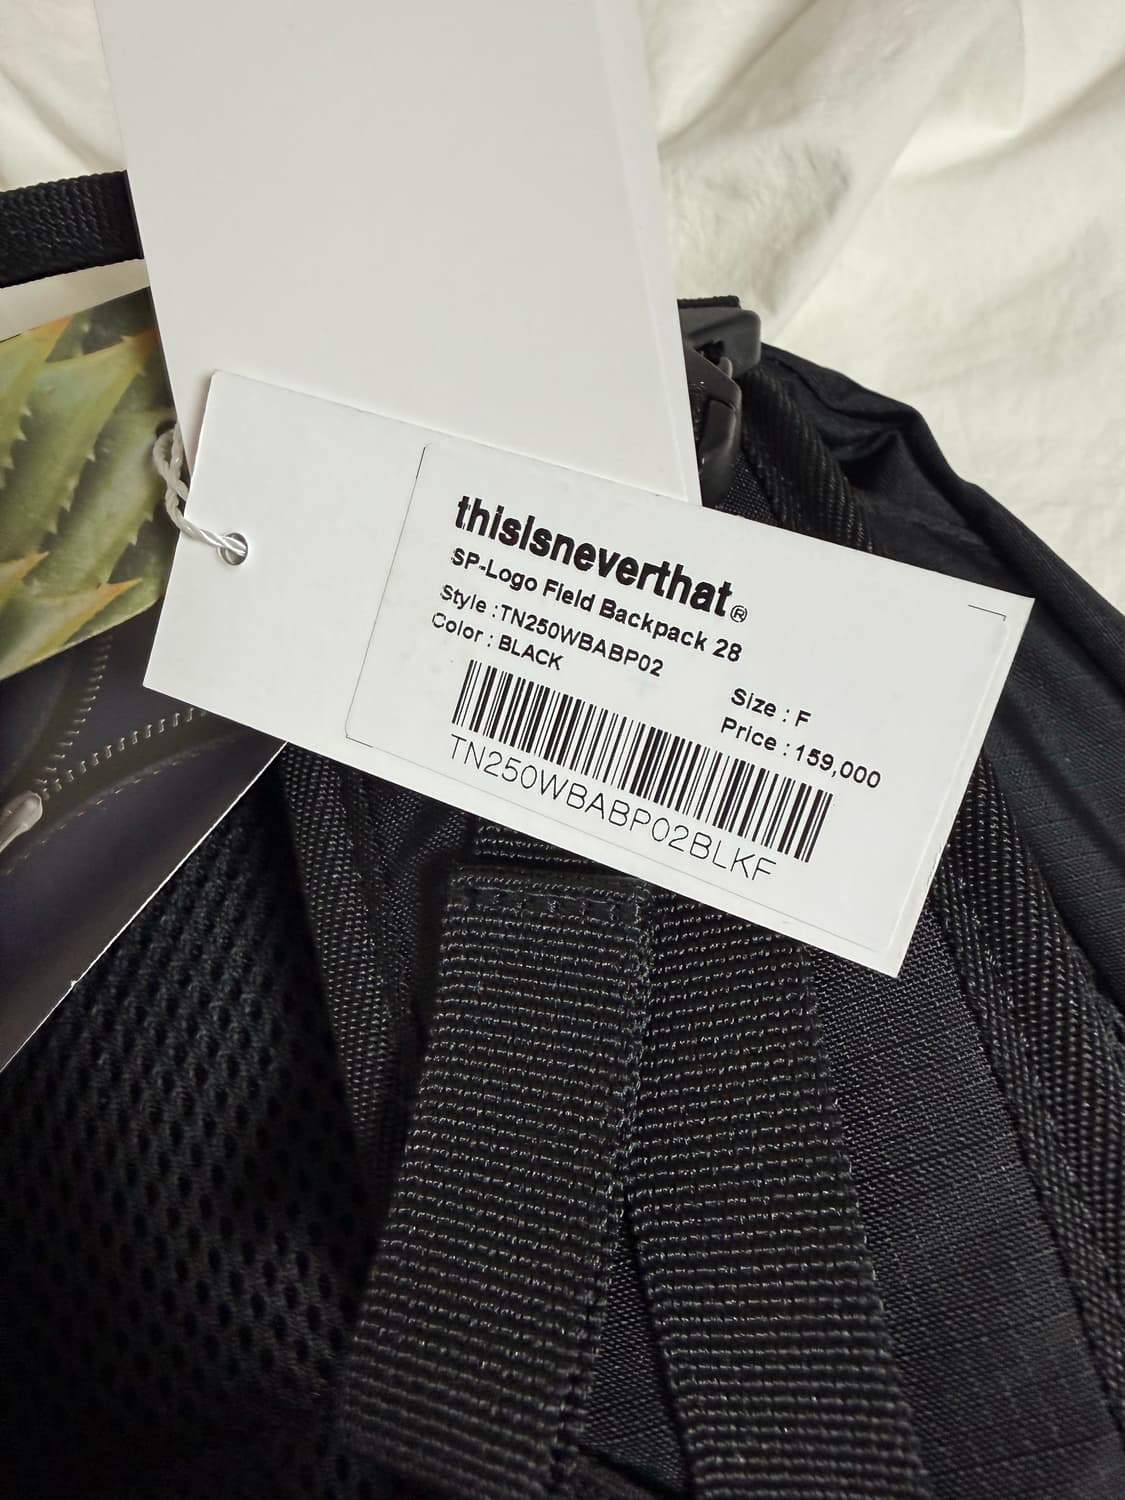 thisisneverthat®
SP-Logo Field Backpack 28
Style : TN250WBABP02
Color : BLACK
Size : F
Price : 159,000
TN250WBABP02BLKF